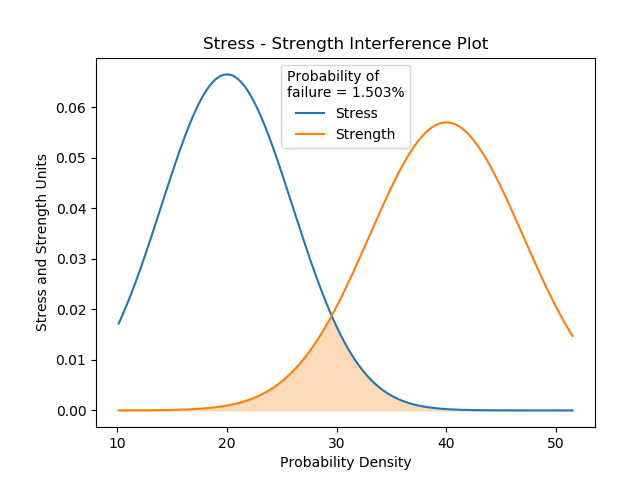 Stress - Strength Interference Plot
Probability of
failure = 1.503%
Stress
Strength
Stress and Strength Units
0.06
0.05
0.04
0.03
0.02
0.01
0.00
10 20 30 40 50
Probability Density